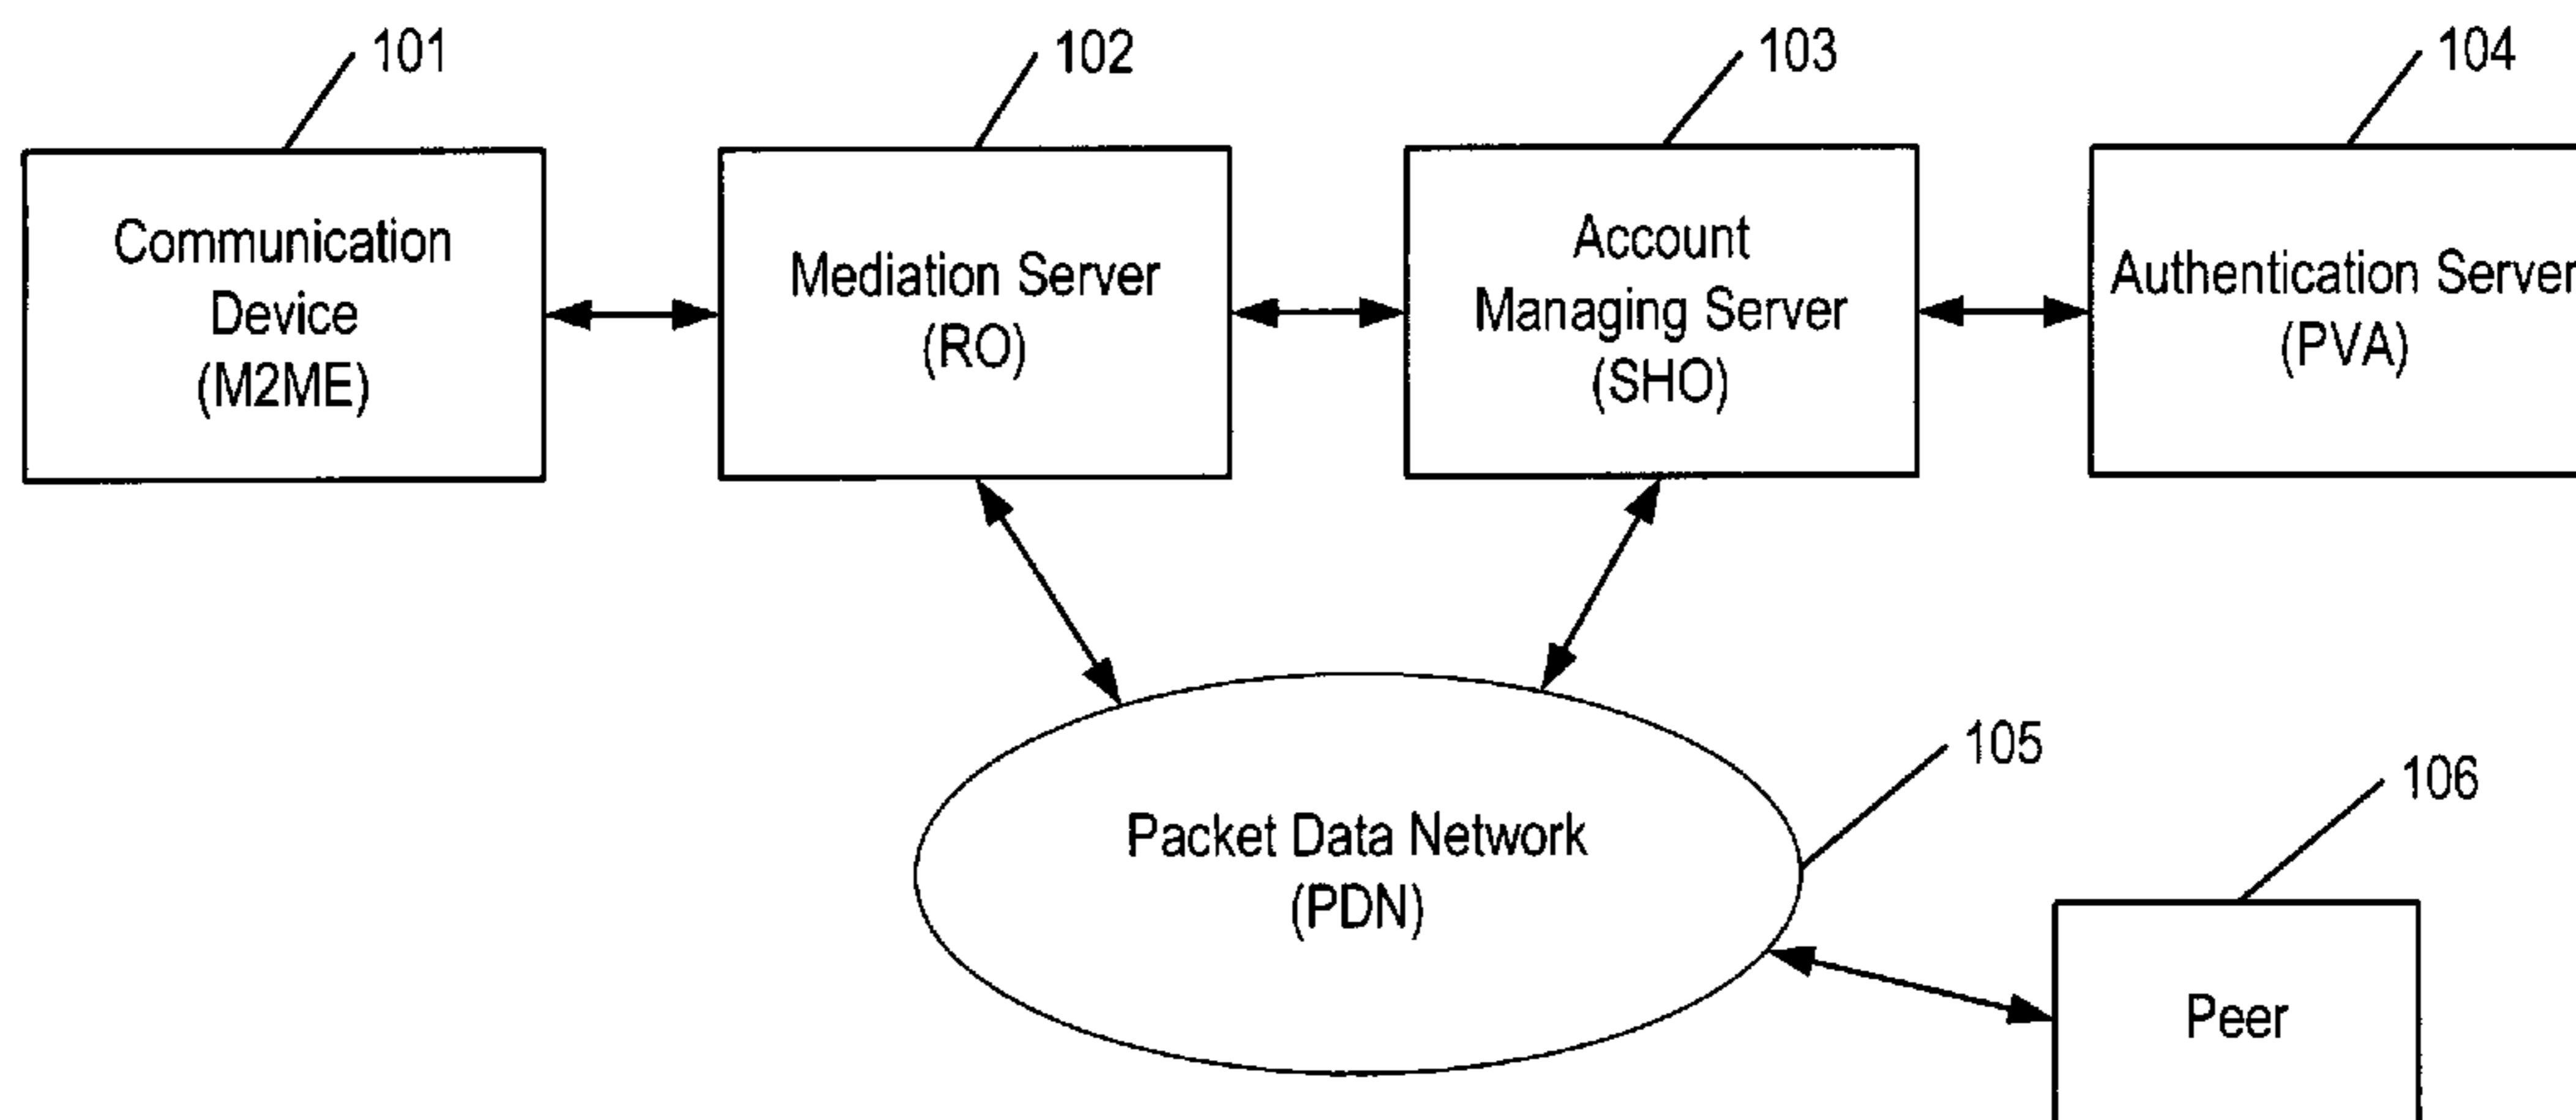 101
102
103
104
Communication
Device
(M2ME)
Mediation Server
(RO)
Account
Managing Server
(SHO)
Authentication Server
(PVA)
105
106
Packet Data Network
(PDN)
Peer